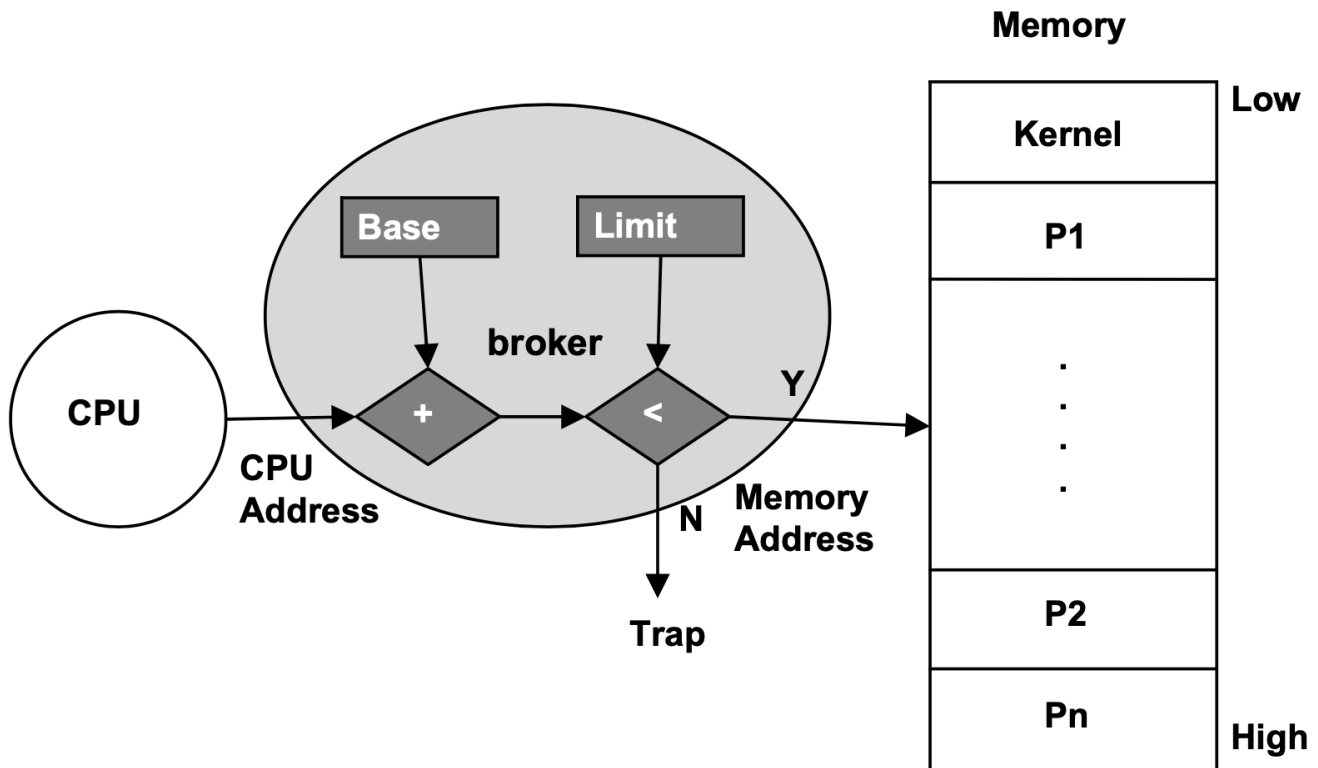 Memory
Low
Kernel
Base
Limit
P1
broker
Y
CPU
+
<
CPU
Address
Memory
Address
N
.
.
.
.
Trap
P2
Pn
High